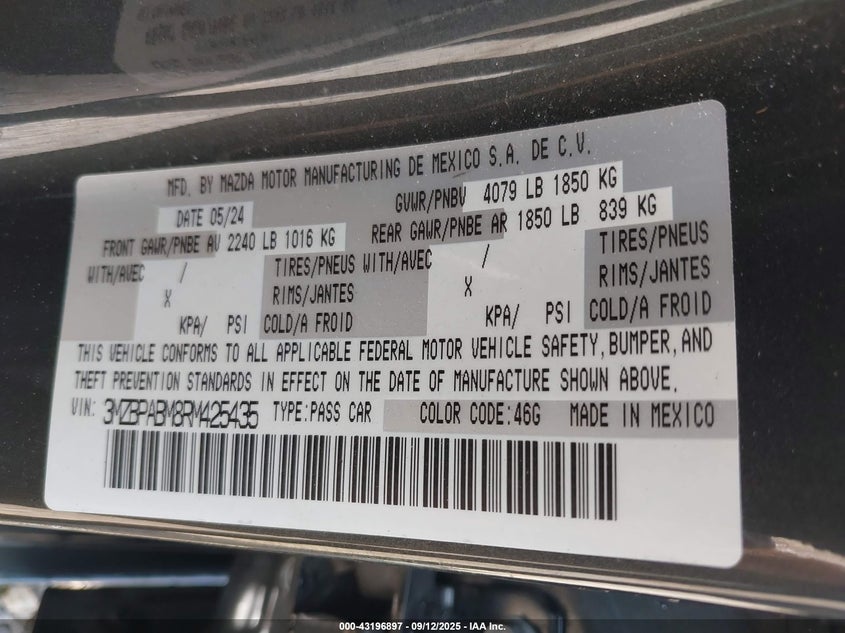 MFD. BY MAZDA MOTOR MANUFACTURING DE MEXICO S.A. DE C.V.
DATE 05/24 GVWR/PNBV 4079 LB 1850 KG
FRONT GAWR/PNBE AV 2240 LB 1016 KG REAR GAWR/PNBE AR 1850 LB 839 KG
WITH/AVEC / TIRES/PNEUS WITH/AVEC / TIRES/PNEUS
X RIMS/JANTES X RIMS/JANTES
KPA/ PSI COLD/A FROID KPA/ PSI COLD/A FROID
THIS VEHICLE CONFORMS TO ALL APPLICABLE FEDERAL MOTOR VEHICLE SAFETY, BUMPER, AND
THEFT PREVENTION STANDARDS IN EFFECT ON THE DATE OF MANUFACTURE SHOWN ABOVE.
VIN: 3MZBPABM8RM425435 TYPE:PASS CAR COLOR CODE:46G MADE IN MEXICO
000-43196897 - 09/12/2025 - IAA Inc.